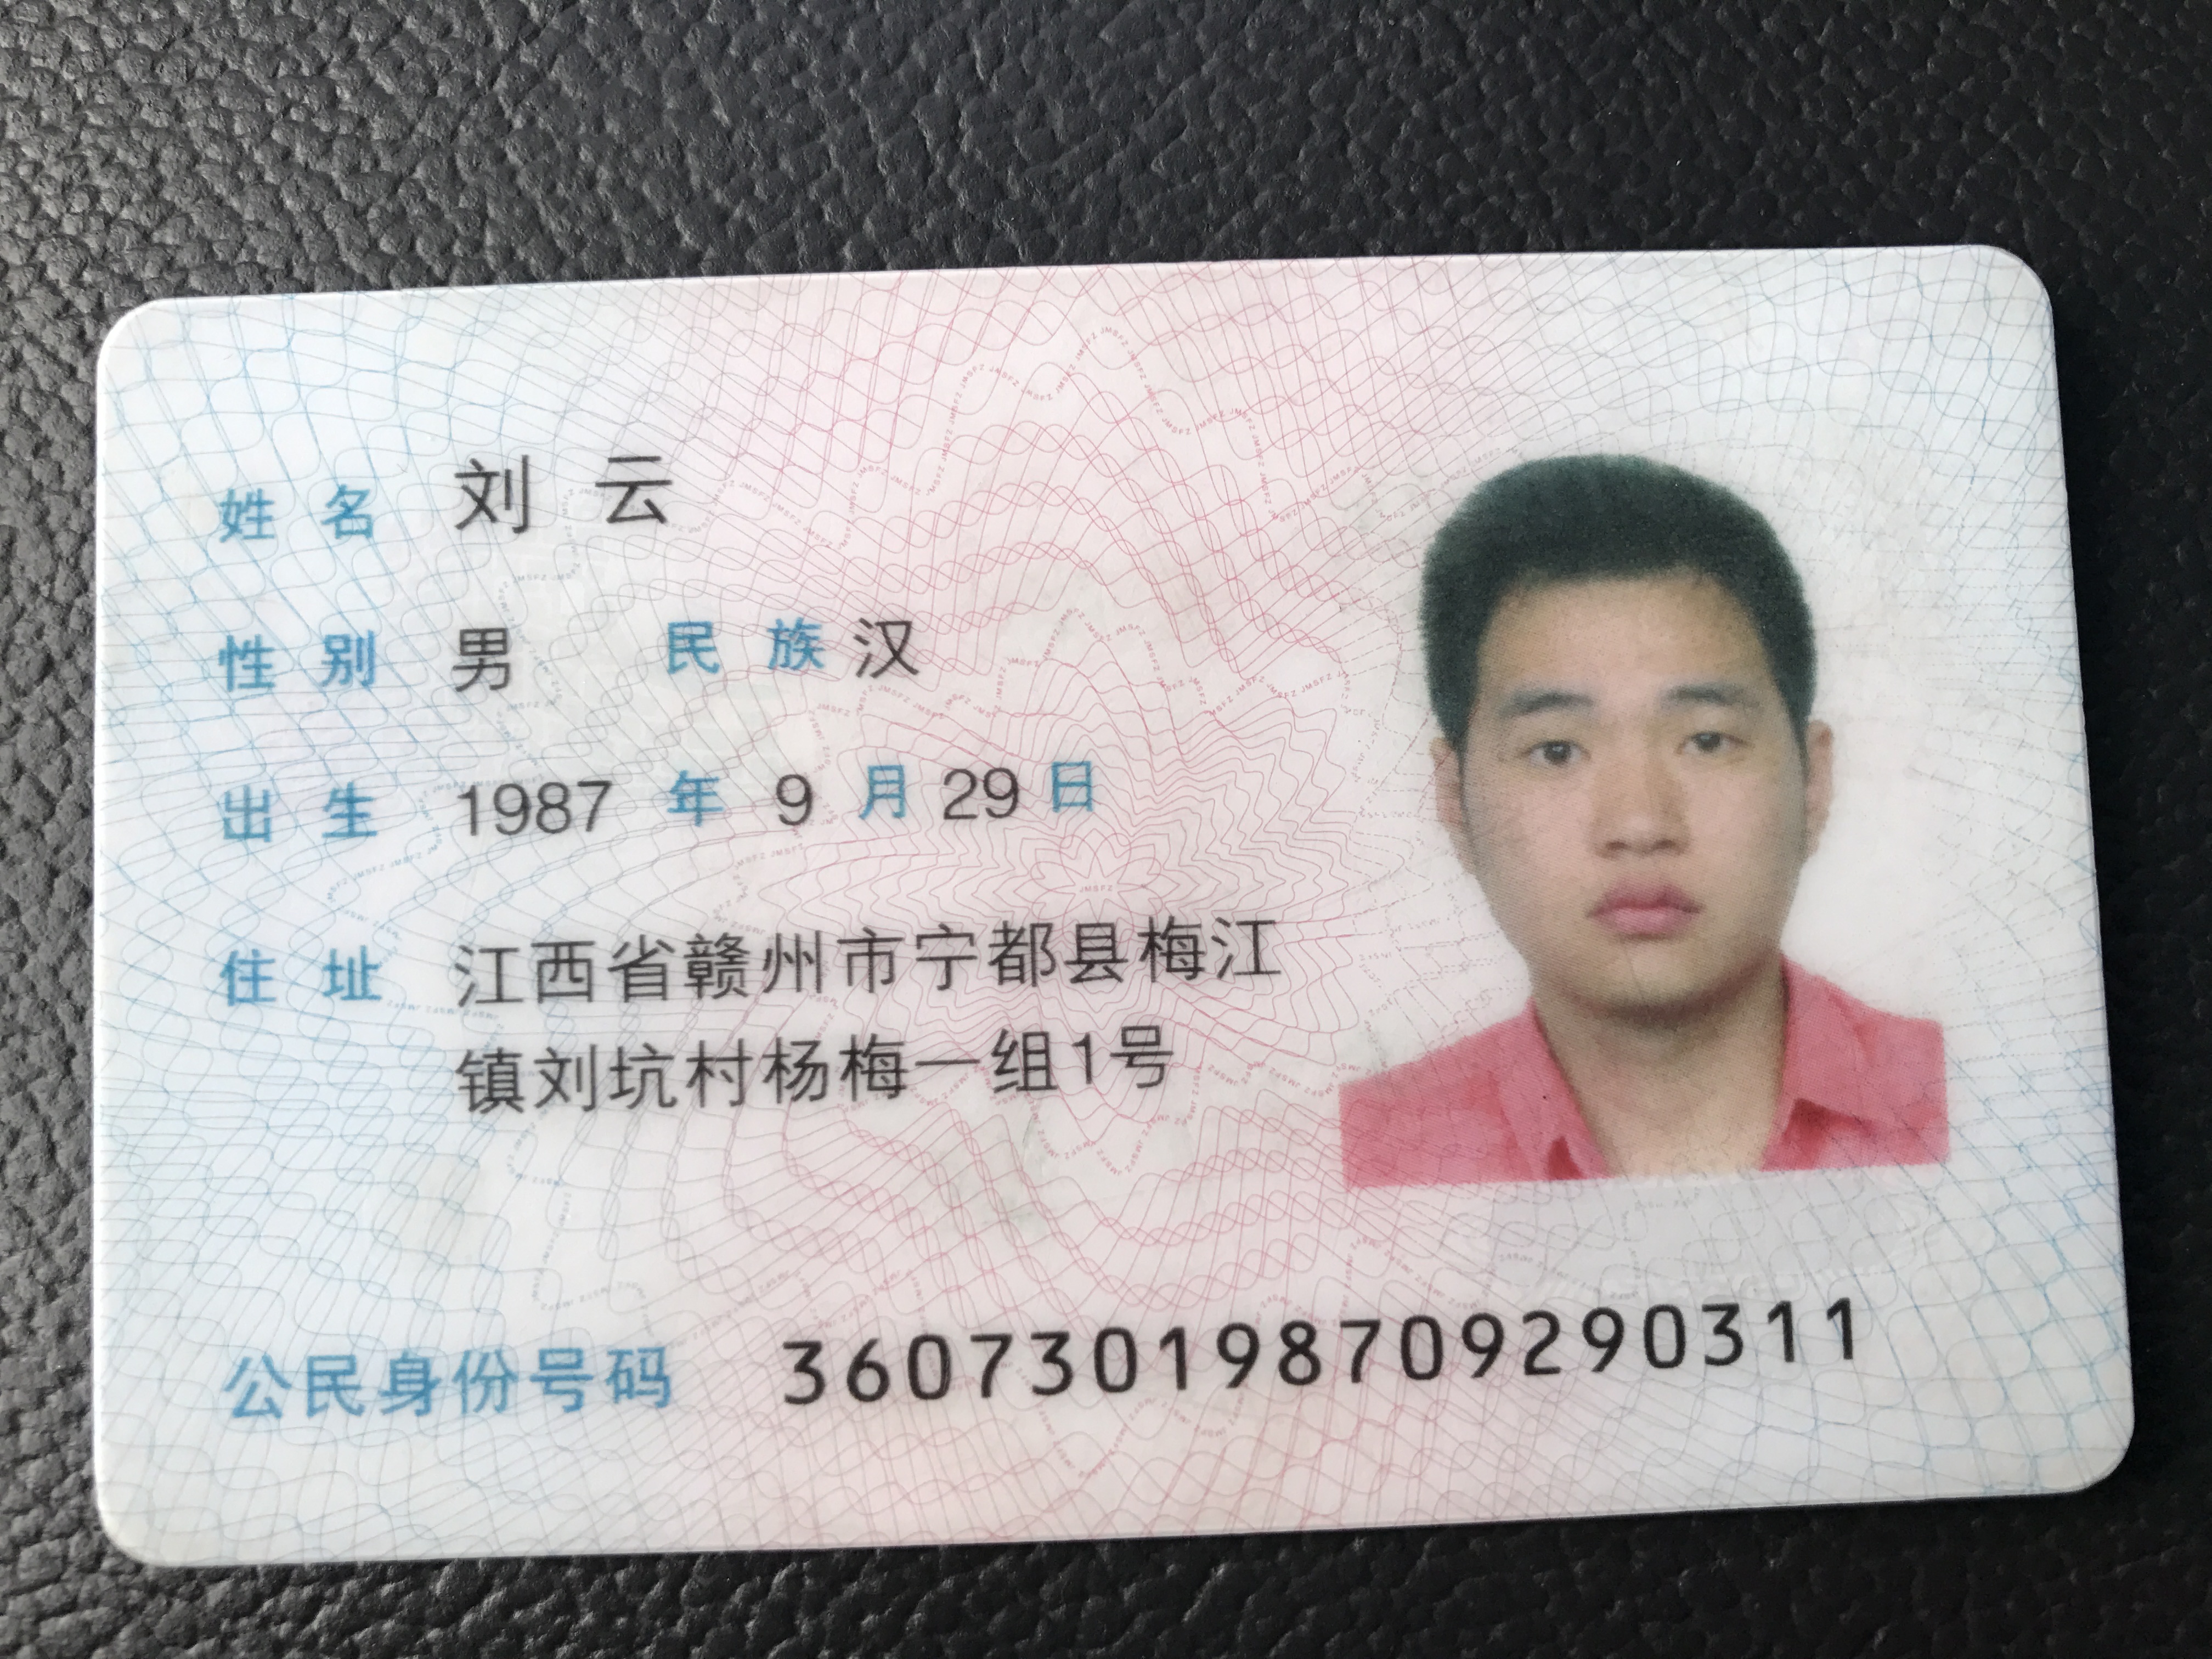 姓名 刘云
性别 男 民族 汉
出生 1987 年 9 月 29 日
住址 江西省赣州市宁都县梅江
镇刘坑村杨梅一组1号
公民身份号码 360730198709290311